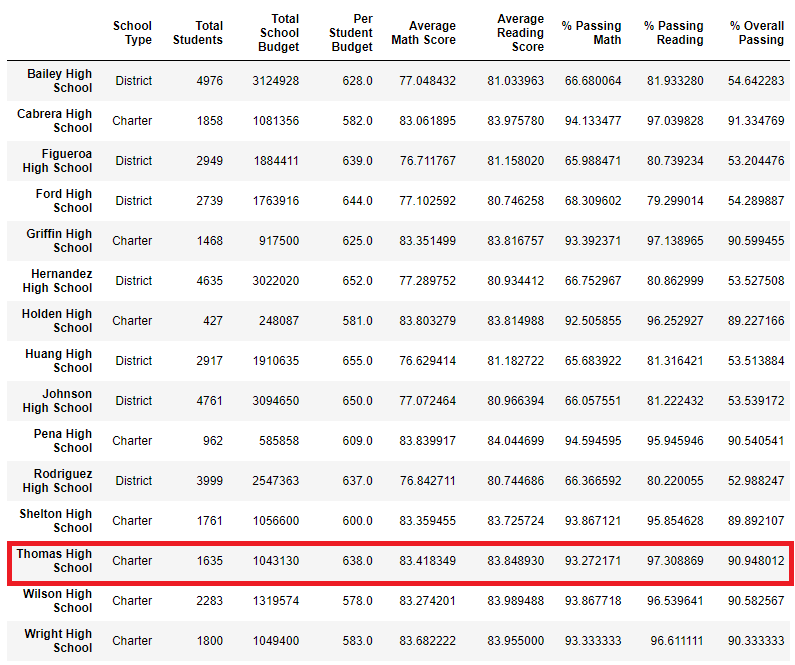 School Type Total Students Total School Budget Per Student Budget Average Math Score Average Reading Score % Passing Math % Passing Reading % Overall Passing
Bailey High School District 4976 3124928 628.0 77.048432 81.033963 66.680064 81.933280 54.642283
Cabrera High School Charter 1858 1081356 582.0 83.061895 83.975780 94.133477 97.039828 91.334769
Figueroa High School District 2949 1884411 639.0 76.711767 81.158020 65.988471 80.739234 53.204476
Ford High School District 2739 1763916 644.0 77.102592 80.746258 68.309602 79.299014 54.289887
Griffin High School Charter 1468 917500 625.0 83.351499 83.816757 93.392371 97.138965 90.599455
Hernandez High School District 4635 3022020 652.0 77.289752 80.934412 66.752967 80.862999 53.527508
Holden High School Charter 427 248087 581.0 83.803279 83.814988 92.505855 96.252927 89.227166
Huang High School District 2917 1910635 655.0 76.629414 81.182722 65.683922 81.316421 53.513884
Johnson High School District 4761 3094650 650.0 77.072464 80.966394 66.057551 81.222432 53.539172
Pena High School Charter 962 585858 609.0 83.839917 84.044699 94.594595 95.945946 90.540541
Rodriguez High School District 3999 2547363 637.0 76.842711 80.744686 66.366592 80.220055 52.988247
Shelton High School Charter 1761 1056600 600.0 83.359455 83.725724 93.867121 95.854628 89.892107
Thomas High School Charter 1635 1043130 638.0 83.418349 83.848930 93.272171 97.308869 90.948012
Wilson High School Charter 2283 1319574 578.0 83.274201 83.989488 93.867718 96.539641 90.582567
Wright High School Charter 1800 1049400 583.0 83.682222 83.955000 93.333333 96.611111 90.333333